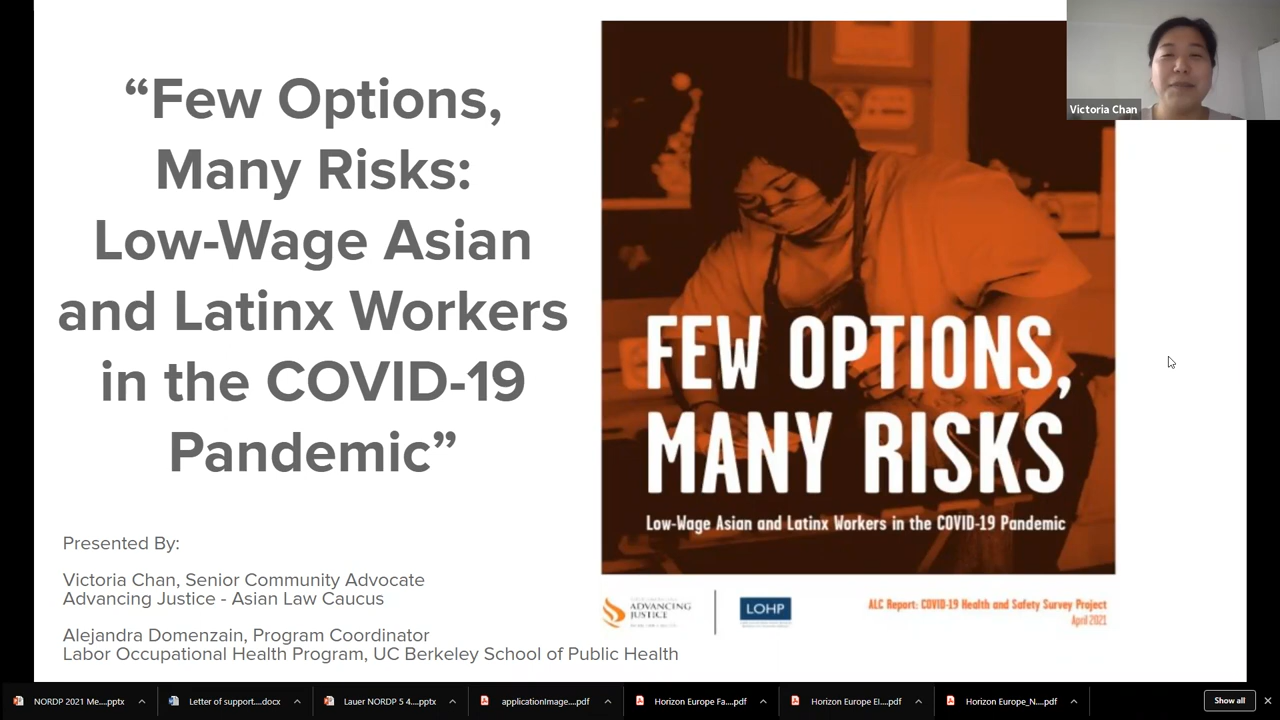 “Few Options,
Many Risks:
Low-Wage Asian
and Latinx Workers
in the COVID-19
Pandemic”
Presented By:
Victoria Chan, Senior Community Advocate
Advancing Justice - Asian Law Caucus
Alejandra Domenzain, Program Coordinator
Labor Occupational Health Program, UC Berkeley School of Public Health
Victoria Chan
FEW OPTIONS,
MANY RISKS
Low-Wage Asian and Latinx Workers in the COVID-19 Pandemic
ADVANCING
JUSTICE
LOHP
ALC Report: COVID-19 Health and Safety Survey Project
April 2021
NORDP 2021 Me....pptx
Letter of support....docx
Lauer NORDP 5 4....pptx
applicationImage....pdf
Horizon Europe Fa....pdf
Horizon Europe EI....pdf
Horizon Europe_N....pdf
Show all